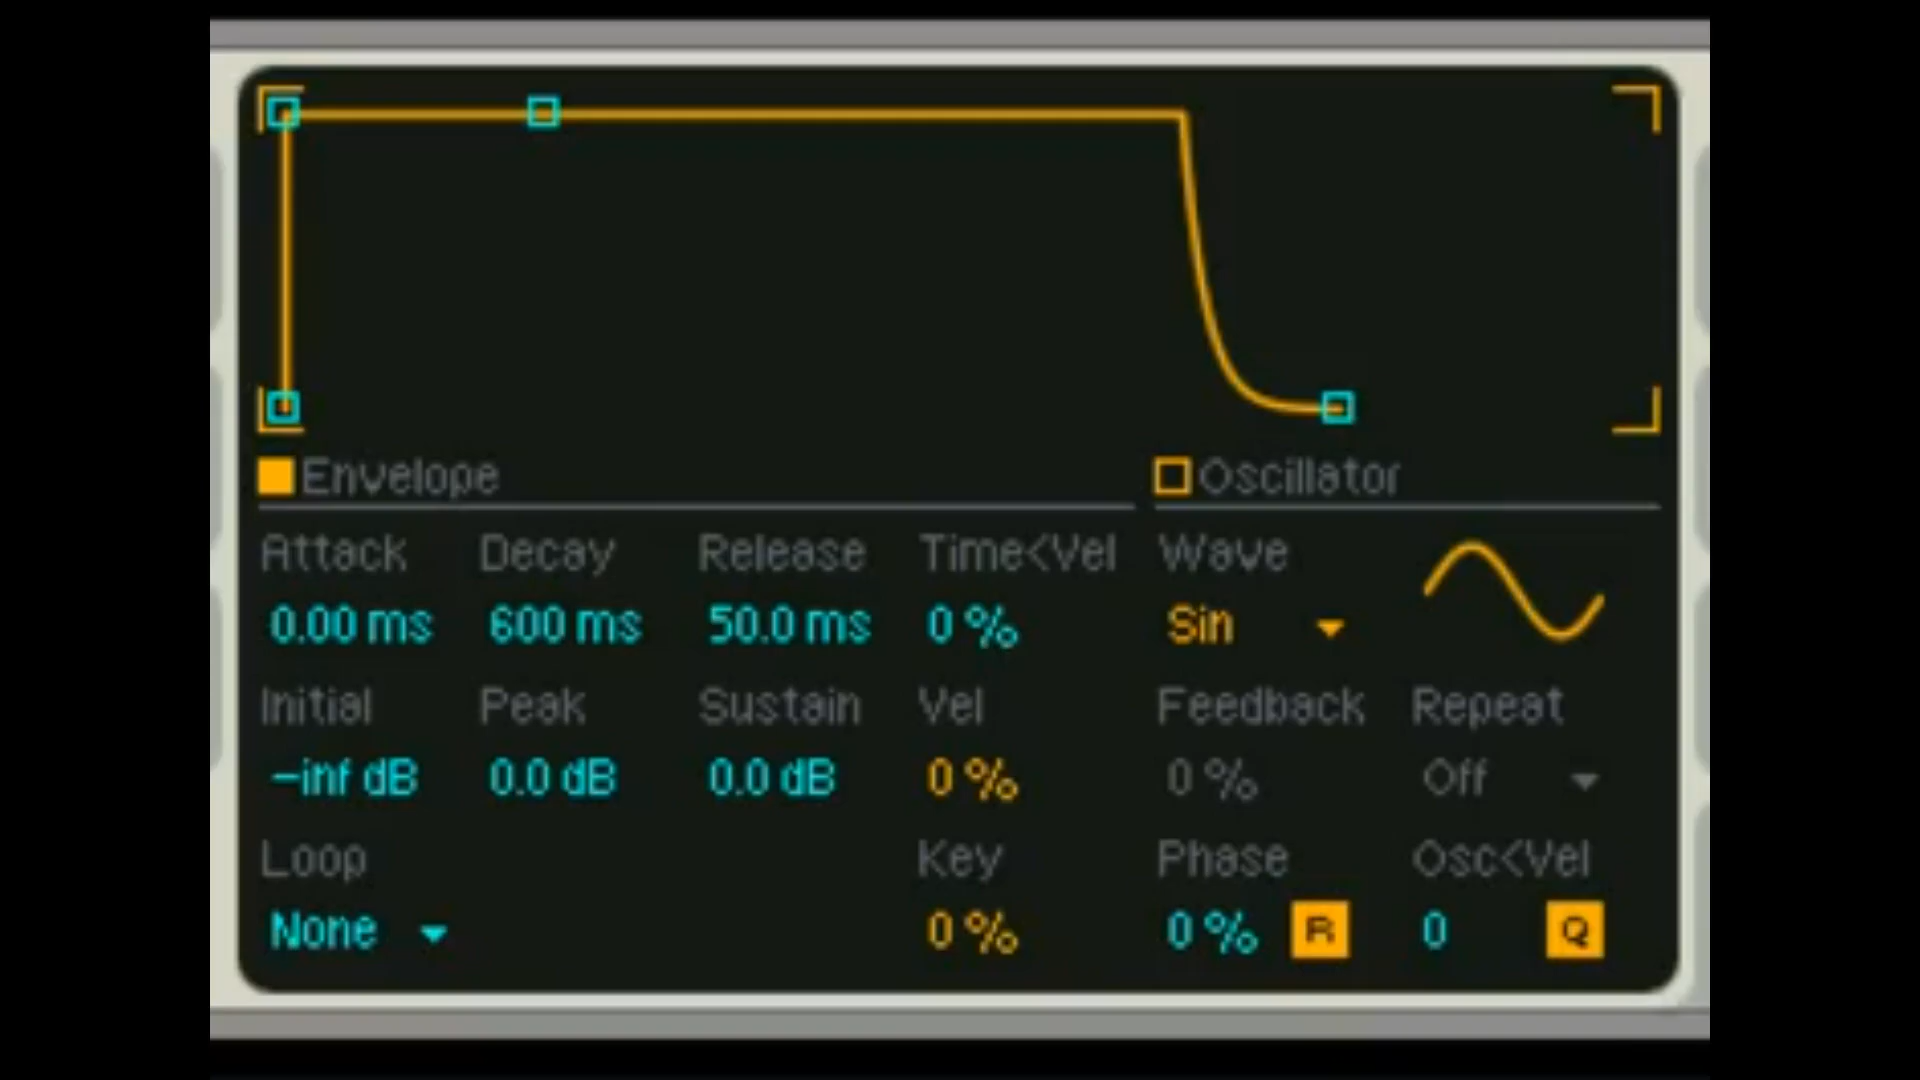 Envelope Oscillator
Attack Decay Release Time<Vel Wave
0.00 ms 600 ms 50.0 ms 0 % Sin
Initial Peak Sustain Vel Feedback Repeat
-inf dB 0.0 dB 0.0 dB 0 % 0 % Off
Loop Key Phase Osc<Vel
None 0 % 0 % R 0 Q